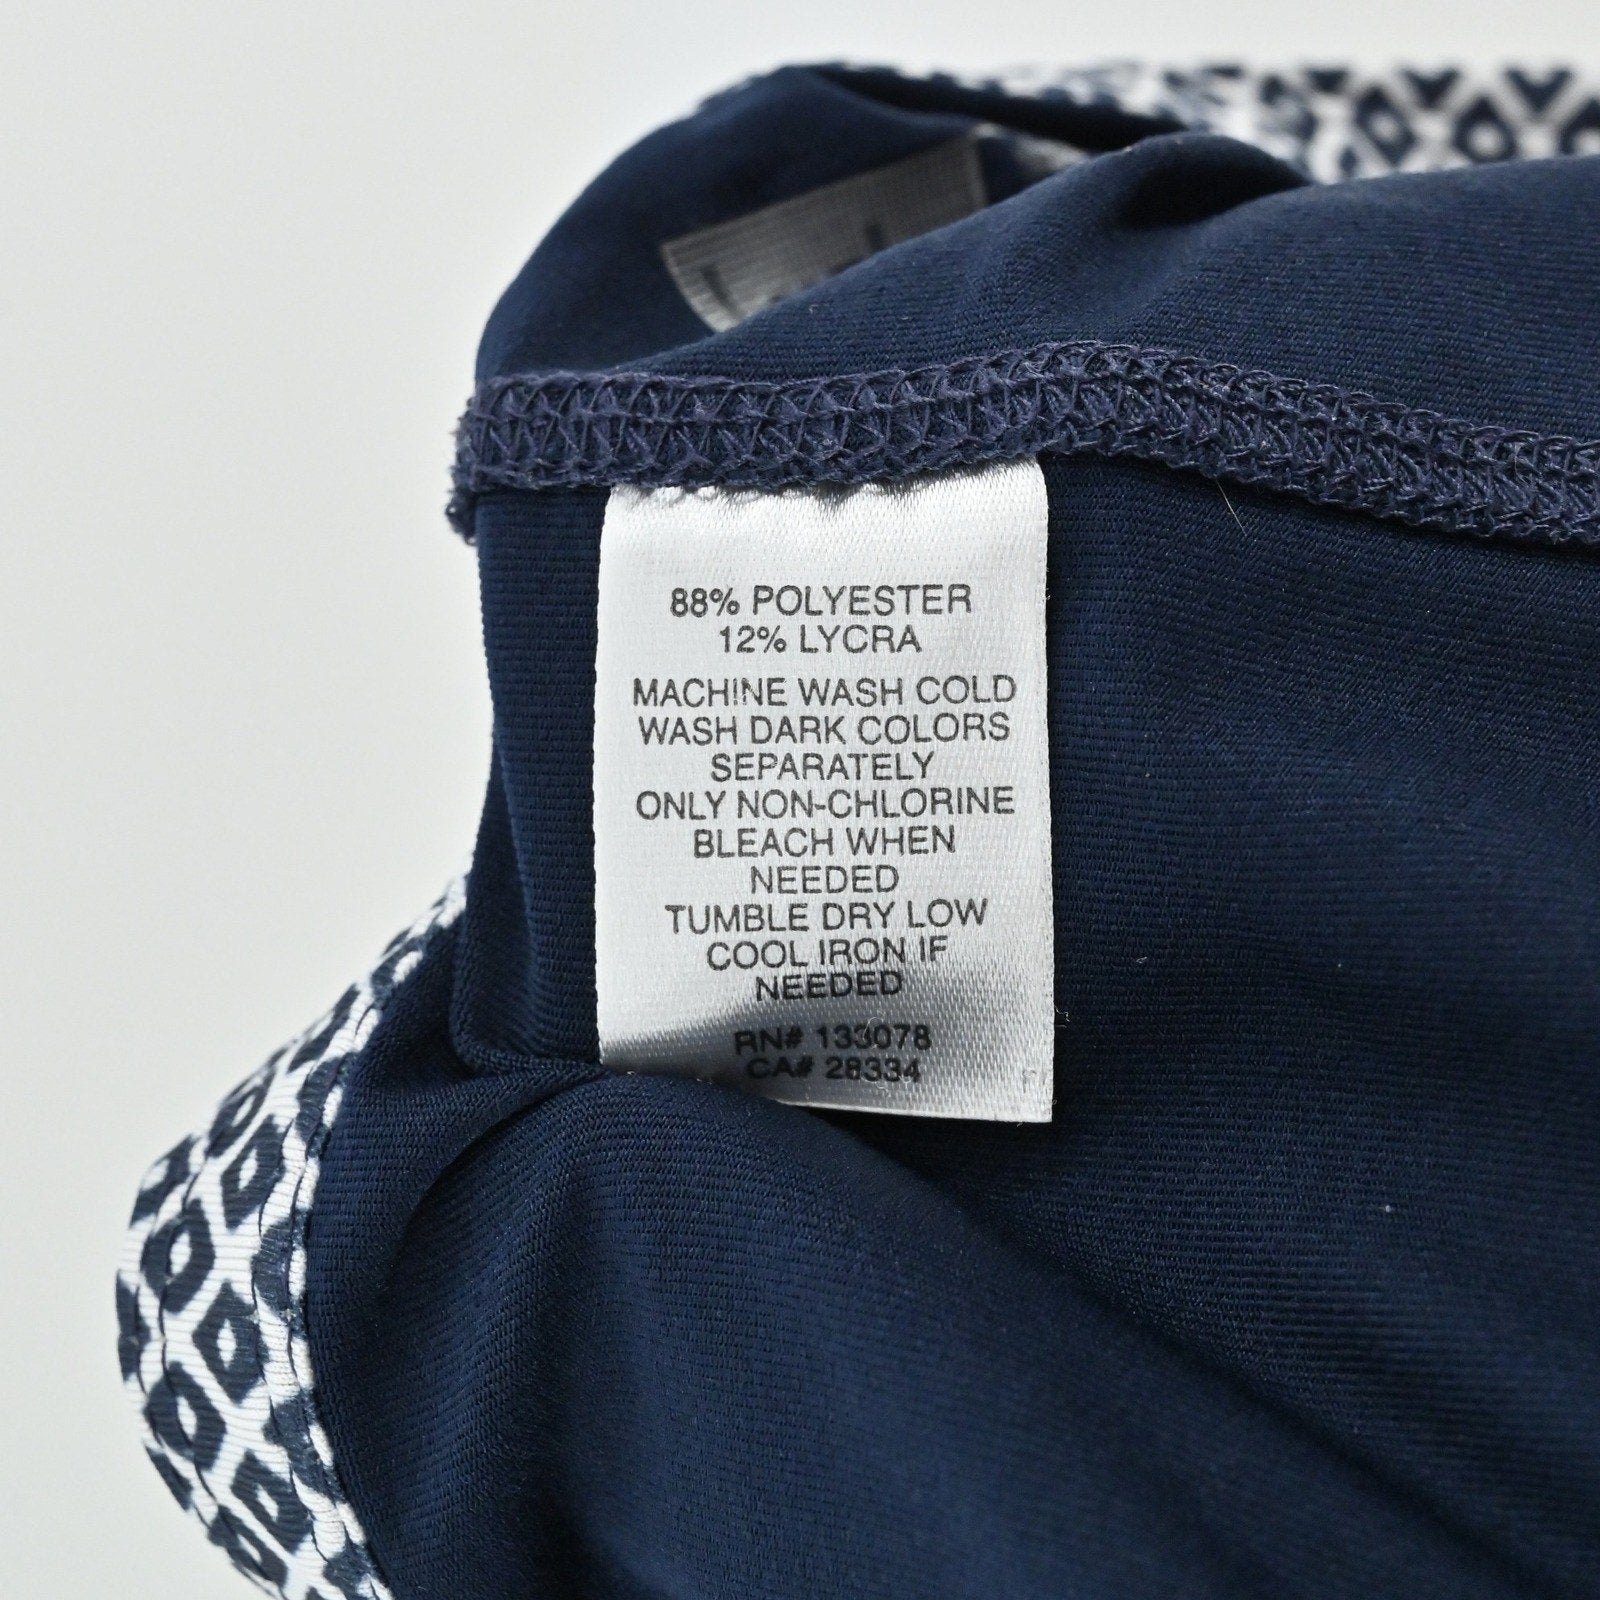 88% POLYESTER
12% LYCRA
MACHINE WASH COLD
WASH DARK COLORS
SEPARATELY
ONLY NON-CHLORINE
BLEACH WHEN
NEEDED
TUMBLE DRY LOW
COOL IRON IF
NEEDED
RN# 133078
CA# 28334